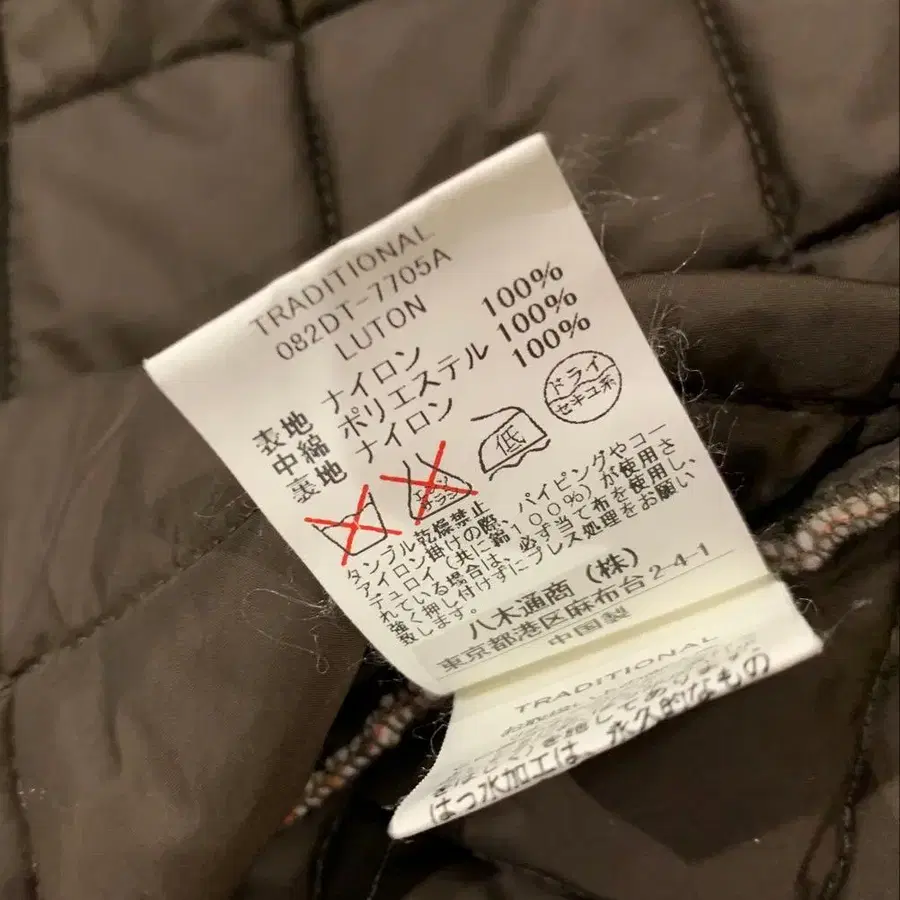 TRADITIONAL
082DT-7705A
LUTON
表地 ナイロン 100%
中綿 ポリエステル 100%
裏地 ナイロン 100%
低
ドライ
セキユ系
タンブル乾燥禁止
アイロン掛けの際、パイピングやコー
デュロイ（共に綿100%）が使用さ
れている場合は、必ず当て布を使用し、
強く押し付けずにプレス処理をお願い
致します。
八木通商（株）
東京都港区麻布台2-4-1
中国製
TRADITIONAL
はっ水加工は、永久的なもの